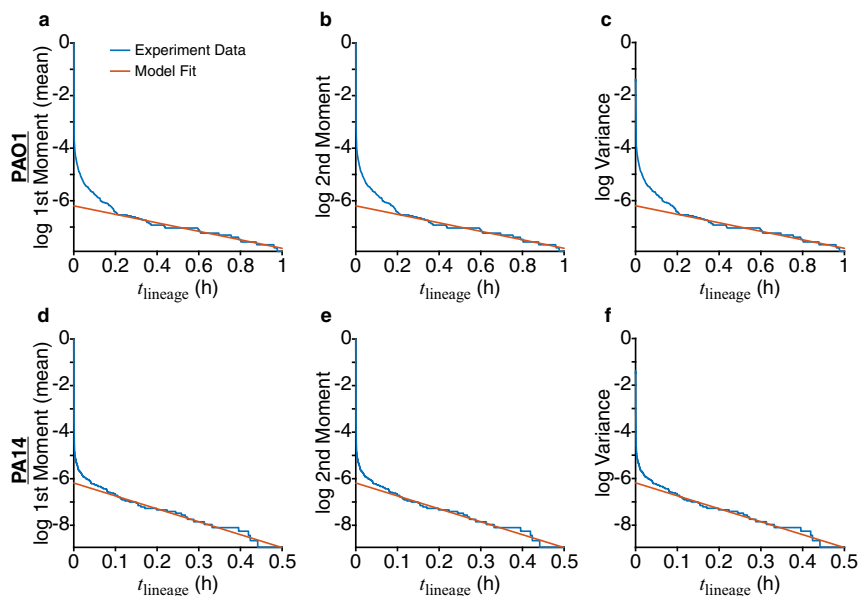 a
b
c
PAO1
log 1st Moment (mean)
0
-2
-4
-6
Experiment Data
Model Fit
0 0.2 0.4 0.6 0.8 1
t_lineage (h)
log 2nd Moment
0
-2
-4
-6
0 0.2 0.4 0.6 0.8 1
t_lineage (h)
log Variance
0
-2
-4
-6
0 0.2 0.4 0.6 0.8 1
t_lineage (h)
d
e
f
PA14
log 1st Moment (mean)
0
-2
-4
-6
-8
0 0.1 0.2 0.3 0.4 0.5
t_lineage (h)
log 2nd Moment
0
-2
-4
-6
-8
0 0.1 0.2 0.3 0.4 0.5
t_lineage (h)
log Variance
0
-2
-4
-6
-8
0 0.1 0.2 0.3 0.4 0.5
t_lineage (h)